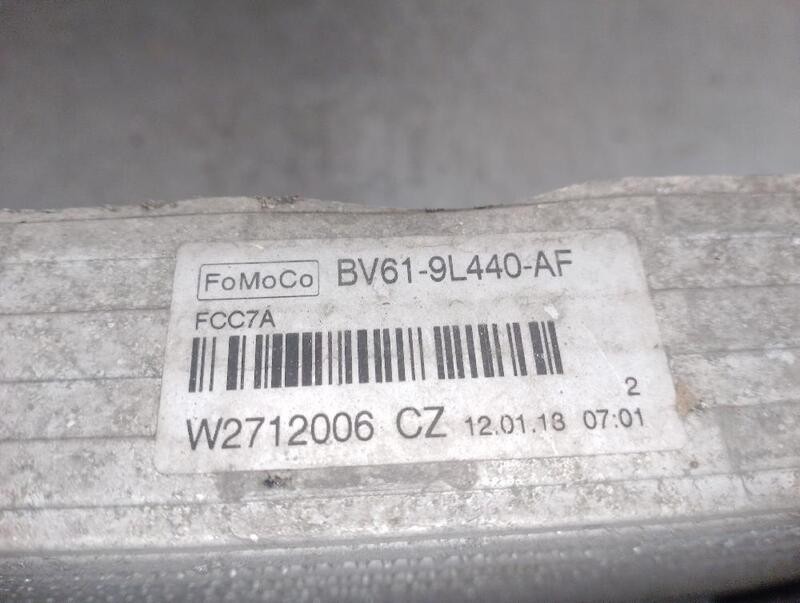 FoMoCo BV61-9L440-AF
FCC7A
2
W2712006 CZ 12.01.18 07:01